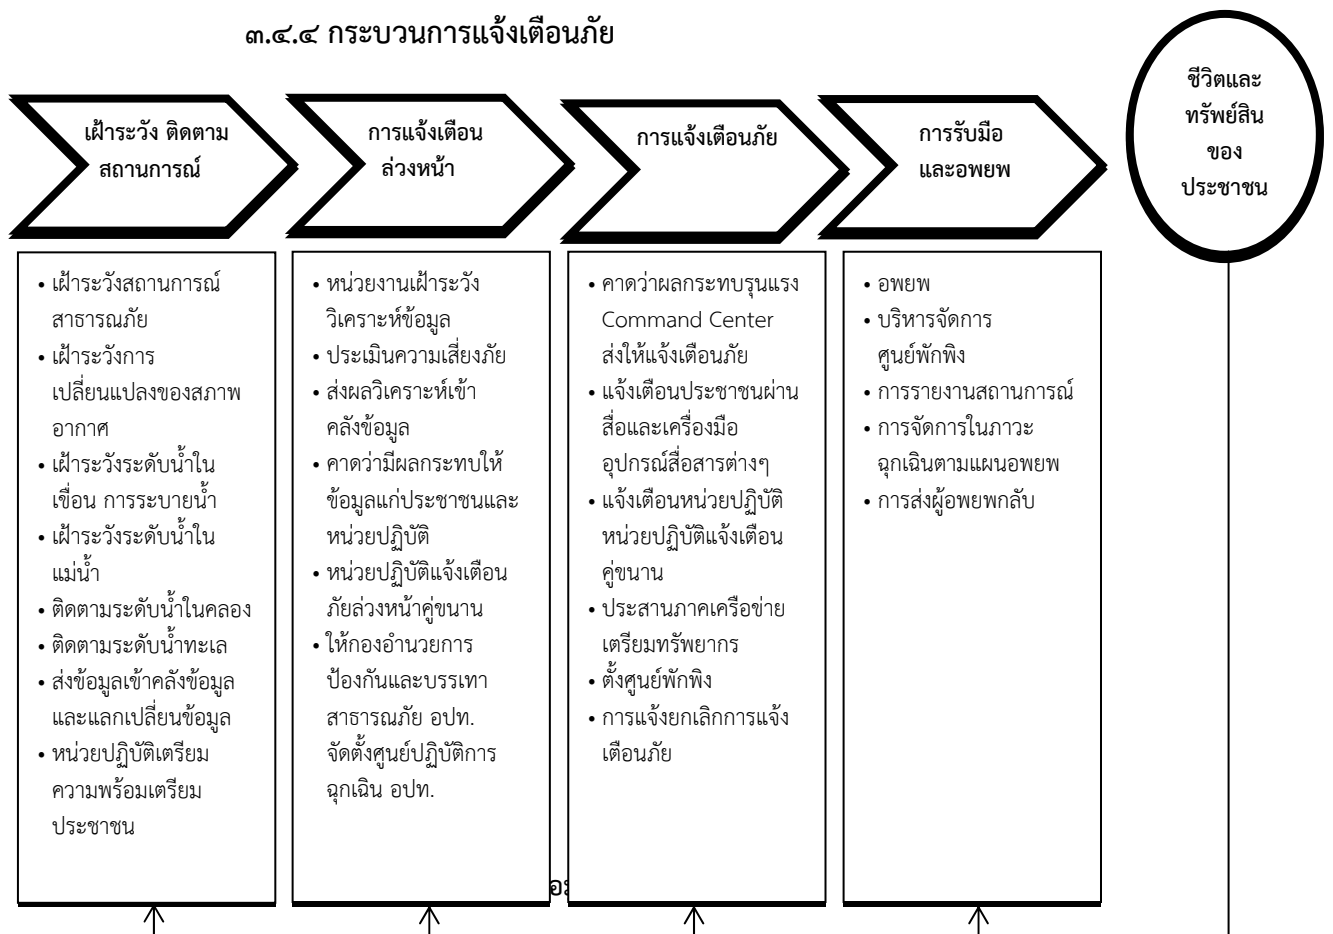 ๓.๔.๔ กระบวนการแจ้งเตือนภัย
เฝ้าระวัง ติดตาม
สถานการณ์
การแจ้งเตือน
ล่วงหน้า
การแจ้งเตือนภัย
การรับมือ
และอพยพ
ชีวิตและ
ทรัพย์สิน
ของ
ประชาชน
• เฝ้าระวังสถานการณ์
สาธารณภัย
• เฝ้าระวังการ
เปลี่ยนแปลงของสภาพ
อากาศ
• เฝ้าระวังระดับน้ำใน
เขื่อน การระบายน้ำ
• เฝ้าระวังระดับน้ำใน
แม่น้ำ
• ติดตามระดับน้ำในคลอง
• ติดตามระดับน้ำทะเล
• ส่งข้อมูลเข้าคลังข้อมูล
และแลกเปลี่ยนข้อมูล
• หน่วยปฏิบัติเตรียม
ความพร้อมเตรียม
ประชาชน
• หน่วยงานเฝ้าระวัง
วิเคราะห์ข้อมูล
• ประเมินความเสี่ยงภัย
• ส่งผลวิเคราะห์เข้า
คลังข้อมูล
• คาดว่ามีผลกระทบให้
ข้อมูลแก่ประชาชนและ
หน่วยปฏิบัติ
• หน่วยปฏิบัติแจ้งเตือน
ภัยล่วงหน้าคู่ขนาน
• ให้กองอำนวยการ
ป้องกันและบรรเทา
สาธารณภัย อปท.
จัดตั้งศูนย์ปฏิบัติการ
ฉุกเฉิน อปท.
• คาดว่าผลกระทบรุนแรง
Command Center
ส่งให้แจ้งเตือนภัย
• แจ้งเตือนประชาชนผ่าน
สื่อและเครื่องมือ
อุปกรณ์สื่อสารต่างๆ
• แจ้งเตือนหน่วยปฏิบัติ
หน่วยปฏิบัติแจ้งเตือน
คู่ขนาน
• ประสานภาคเครือข่าย
เตรียมทรัพยากร
• ตั้งศูนย์พักพิง
• การแจ้งยกเลิกการแจ้ง
เตือนภัย
• อพยพ
• บริหารจัดการ
ศูนย์พักพิง
• การรายงานสถานการณ์
• การจัดการในภาวะ
ฉุกเฉินตามแผนอพยพ
• การส่งผู้อพยพกลับ